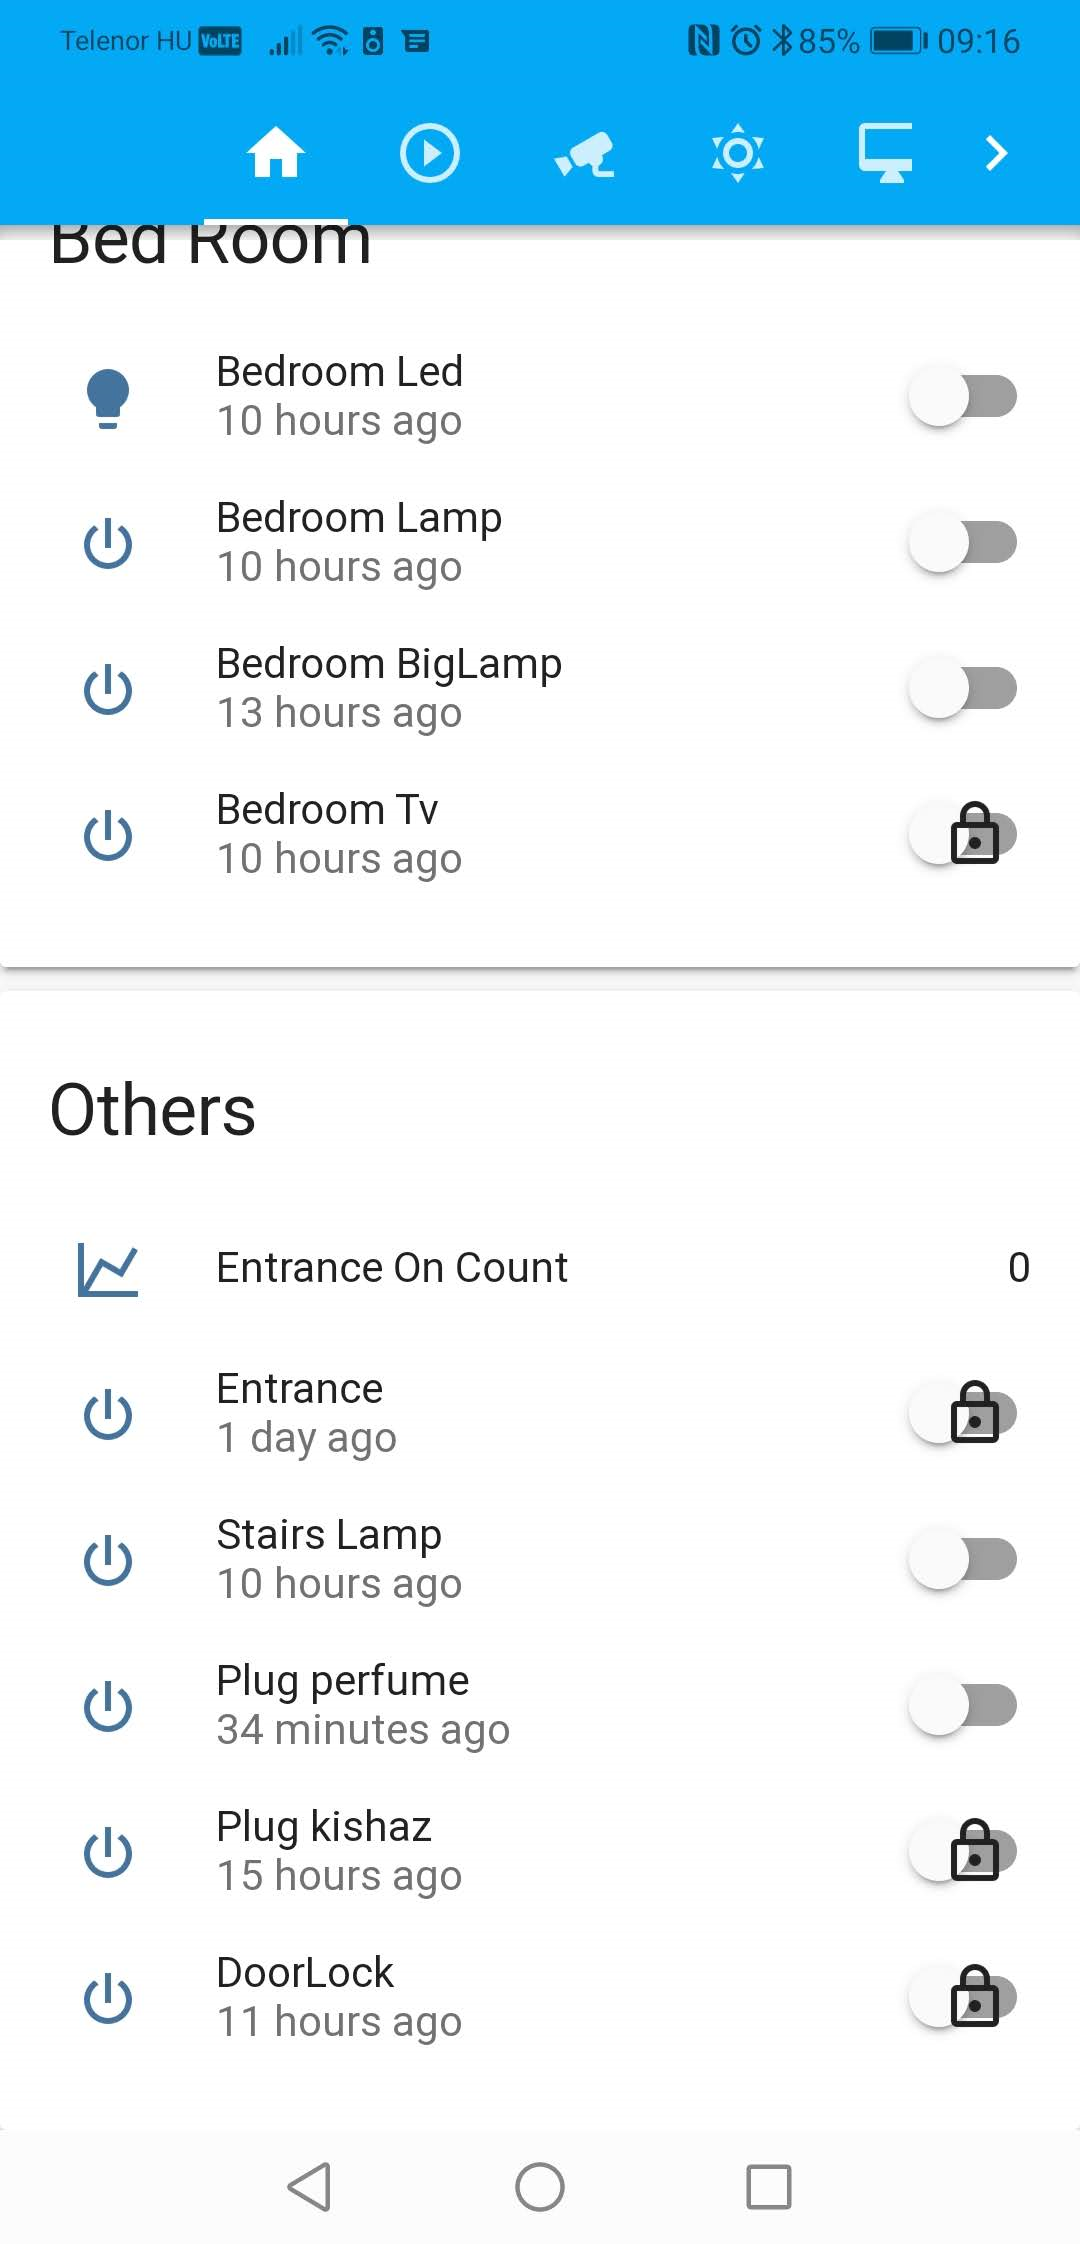 Telenor HU VoLTE 85% 09:16
Bed Room
Bedroom Led
10 hours ago
Bedroom Lamp
10 hours ago
Bedroom BigLamp
13 hours ago
Bedroom Tv
10 hours ago
Others
Entrance On Count 0
Entrance
1 day ago
Stairs Lamp
10 hours ago
Plug perfume
34 minutes ago
Plug kishaz
15 hours ago
DoorLock
11 hours ago